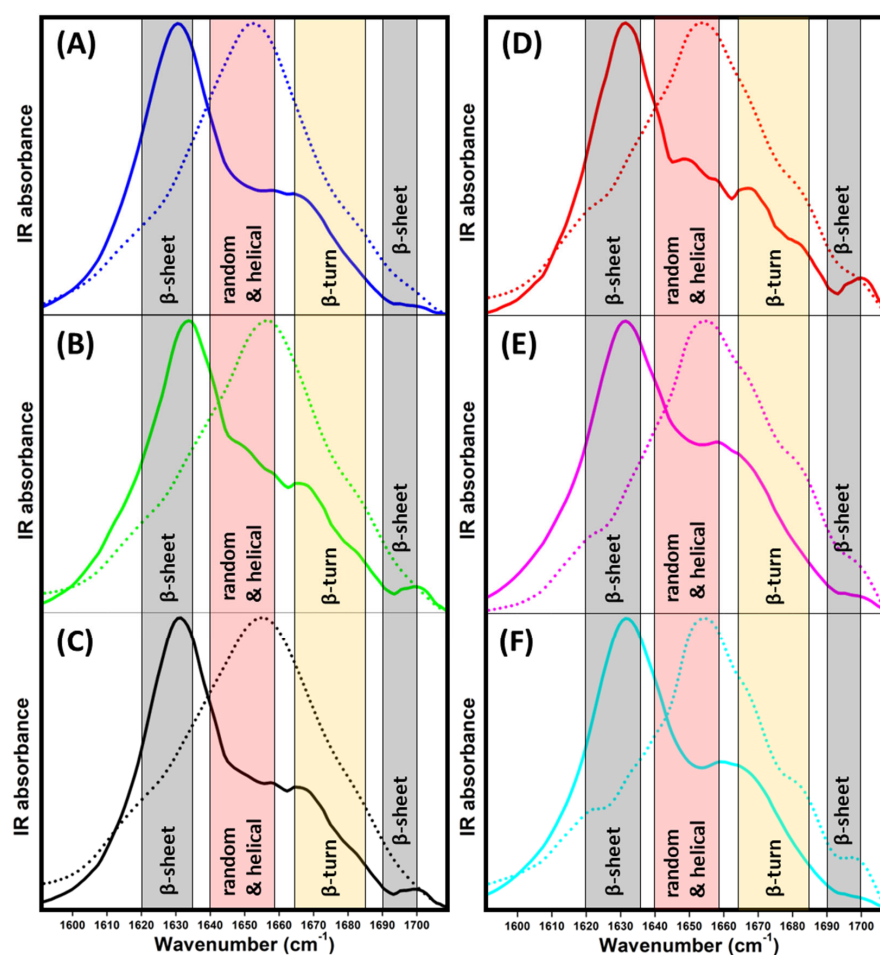 (A)
IR absorbance
β-sheet
random
& helical
β-turn
β-sheet
(B)
IR absorbance
β-sheet
random
& helical
β-turn
β-sheet
(C)
IR absorbance
β-sheet
random
& helical
β-turn
β-sheet
1600 1610 1620 1630 1640 1650 1660 1670 1680 1690 1700
Wavenumber (cm⁻¹)
(D)
IR absorbance
β-sheet
random
& helical
β-turn
β-sheet
(E)
IR absorbance
β-sheet
random
& helical
β-turn
β-sheet
(F)
IR absorbance
β-sheet
random
& helical
β-turn
β-sheet
1600 1610 1620 1630 1640 1650 1660 1670 1680 1690 1700
Wavenumber (cm⁻¹)